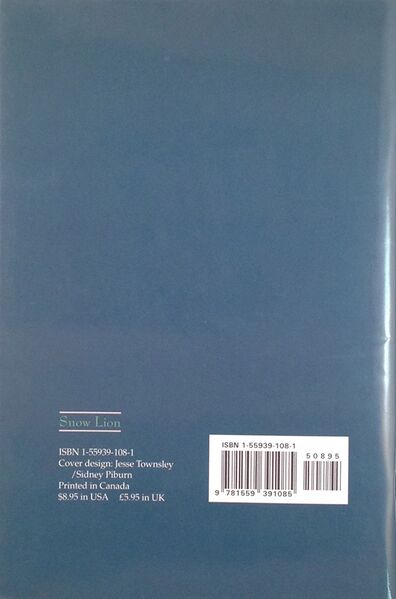 Snow Lion
ISBN 1-55939-108-1
Cover design: Jesse Townsley
/Sidney Piburn
Printed in Canada
$8.95 in USA £5.95 in UK
ISBN 1-55939-108-1
50895
9 781559 391085